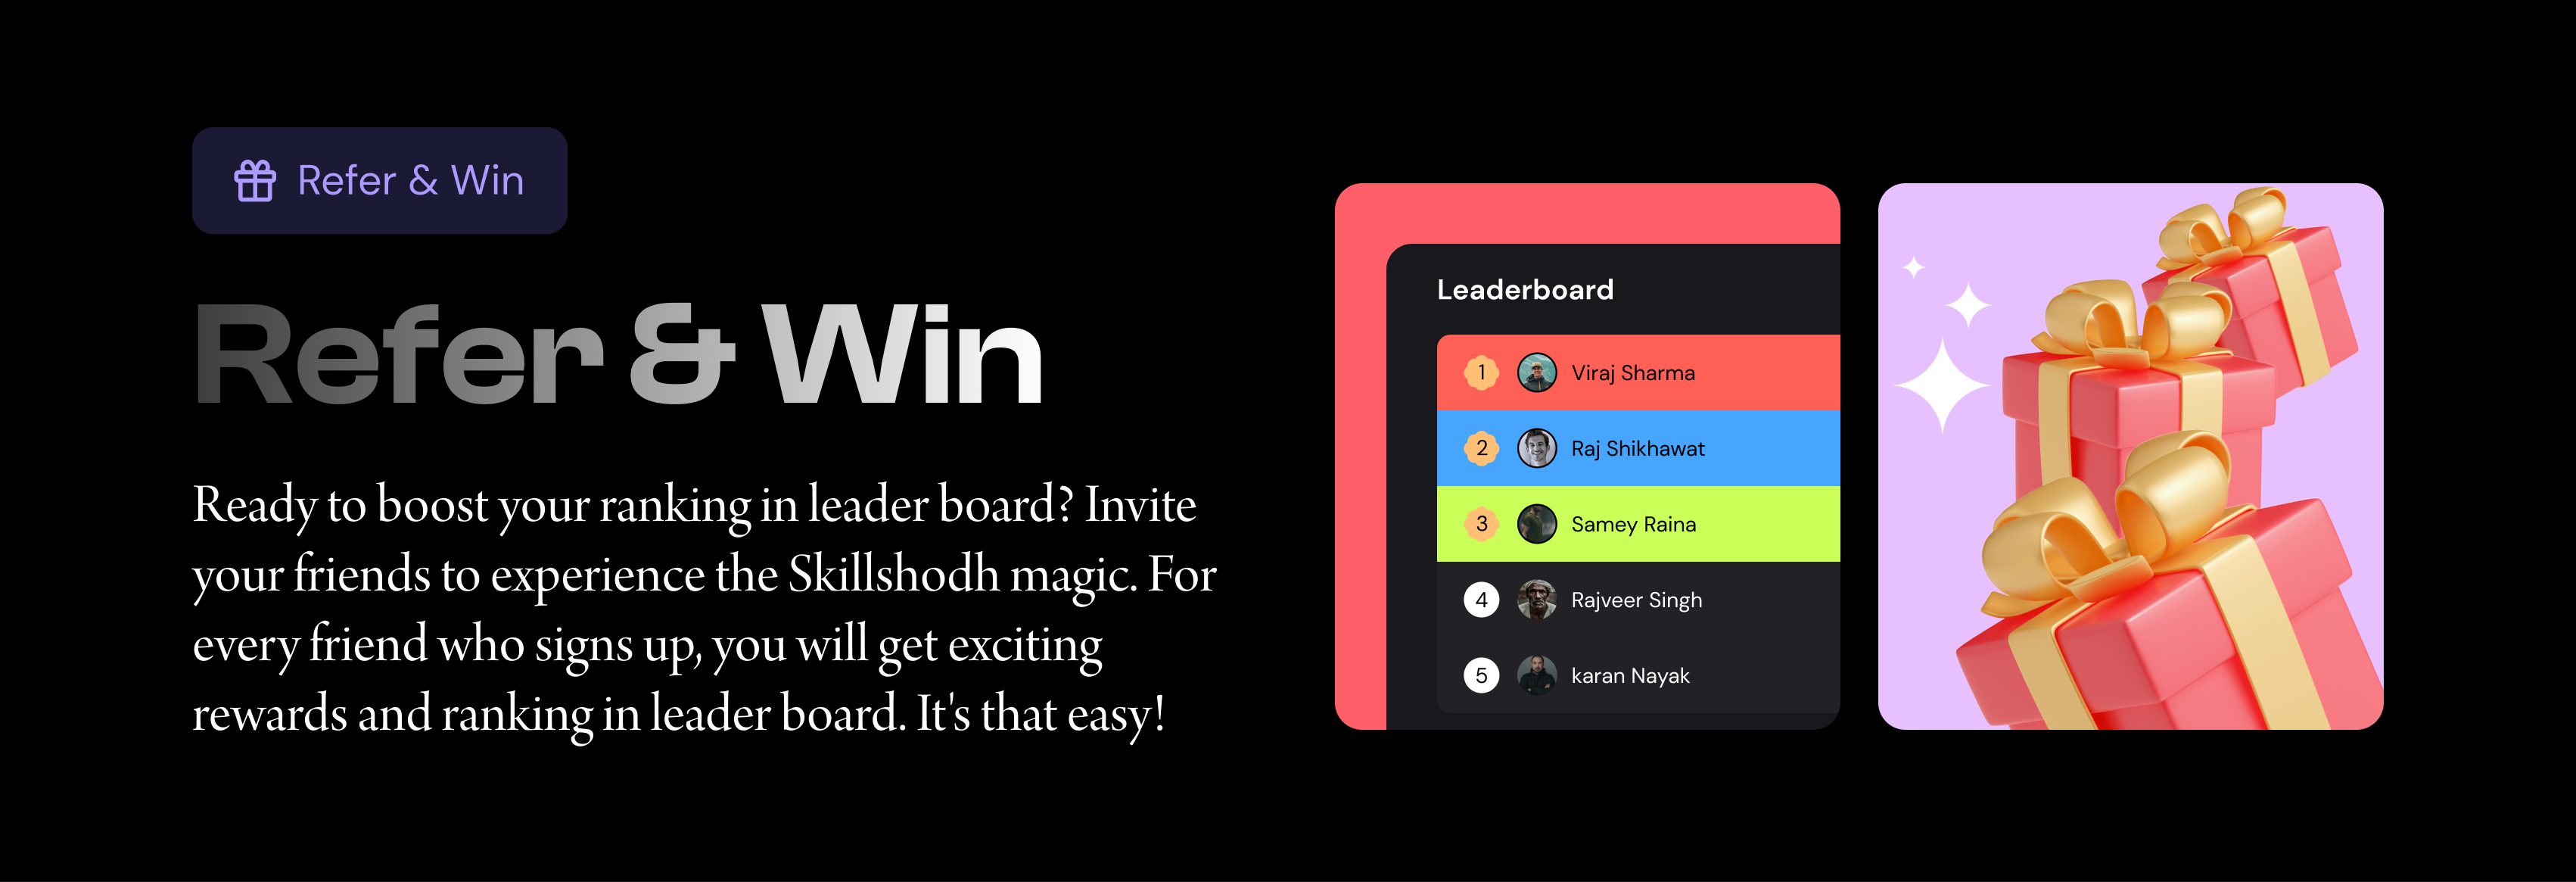 Refer & Win
Refer & Win
Ready to boost your ranking in leader board? Invite
your friends to experience the Skillshodh magic. For
every friend who signs up, you will get exciting
rewards and ranking in leader board. It's that easy!
Leaderboard
1 Viraj Sharma
2 Raj Shikhawat
3 Samey Raina
4 Rajveer Singh
5 karan Nayak